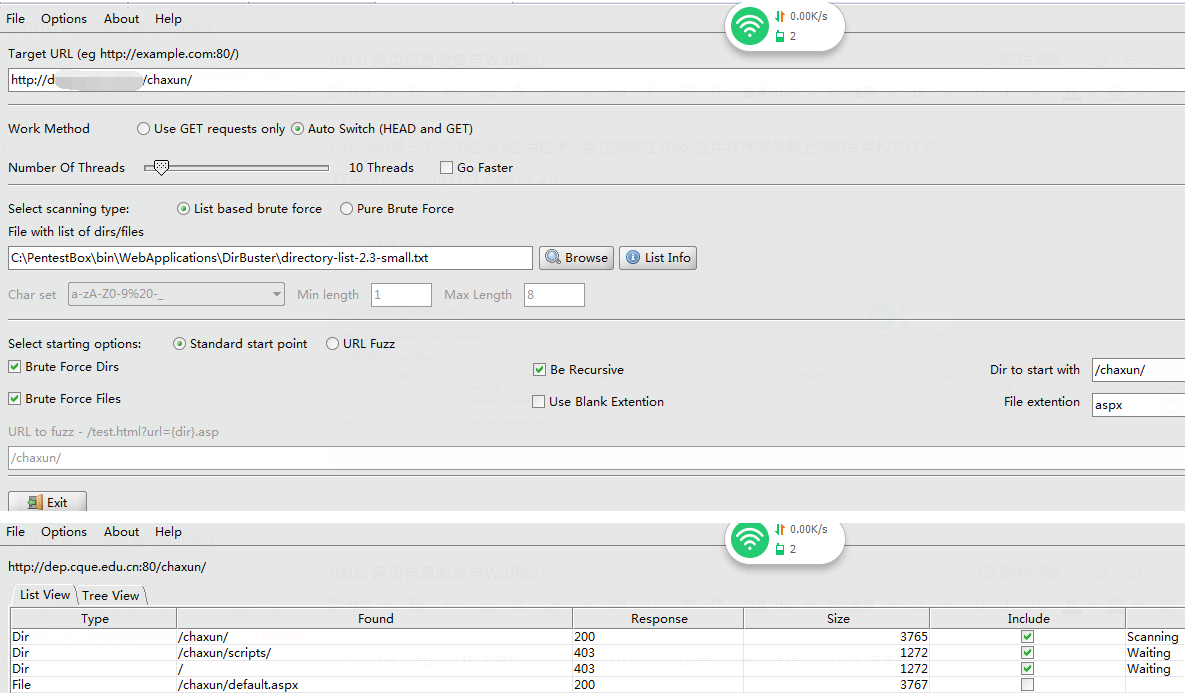 File Options About Help
0.00K/s
2
Target URL (eg http://example.com:80/)
http://d /chaxun/
Work Method Use GET requests only Auto Switch (HEAD and GET)
Number Of Threads 10 Threads Go Faster
Select scanning type: List based brute force Pure Brute Force
File with list of dirs/files
C:\PentestBox\bin\WebApplications\DirBuster\directory-list-2.3-small.txt Browse List Info
Char set a-zA-Z0-9%20-_ Min length 1 Max Length 8
Select starting options: Standard start point URL Fuzz
Brute Force Dirs Be Recursive Dir to start with /chaxun/
Brute Force Files Use Blank Extention File extention aspx
URL to fuzz - /test.html?url={dir}.asp
/chaxun/
Exit
File Options About Help
0.00K/s
2
http://dep.cque.edu.cn:80/chaxun/
List View Tree View
Type Found Response Size Include
Dir /chaxun/ 200 3765 Scanning
Dir /chaxun/scripts/ 403 1272 Waiting
Dir / 403 1272 Waiting
File /chaxun/default.aspx 200 3767